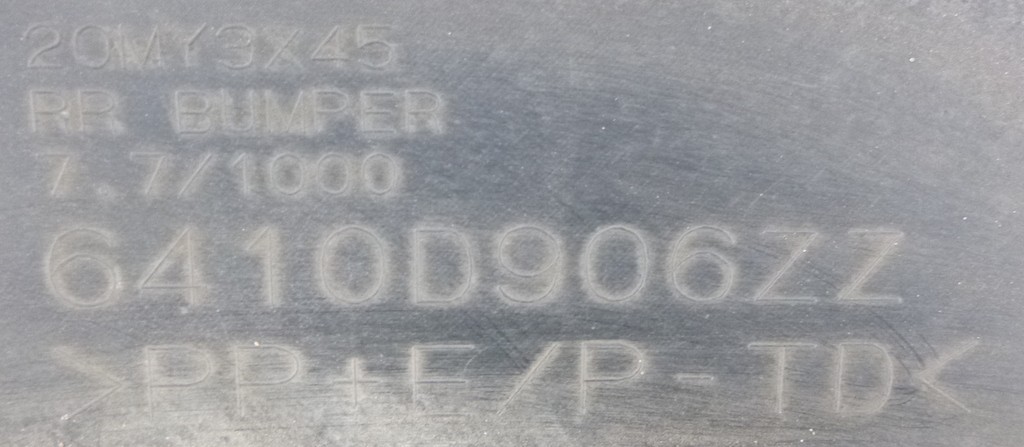 20MY3X45
RR BUMPER
7.7/1000
6410D906ZZ
>PP+E/P-TD<